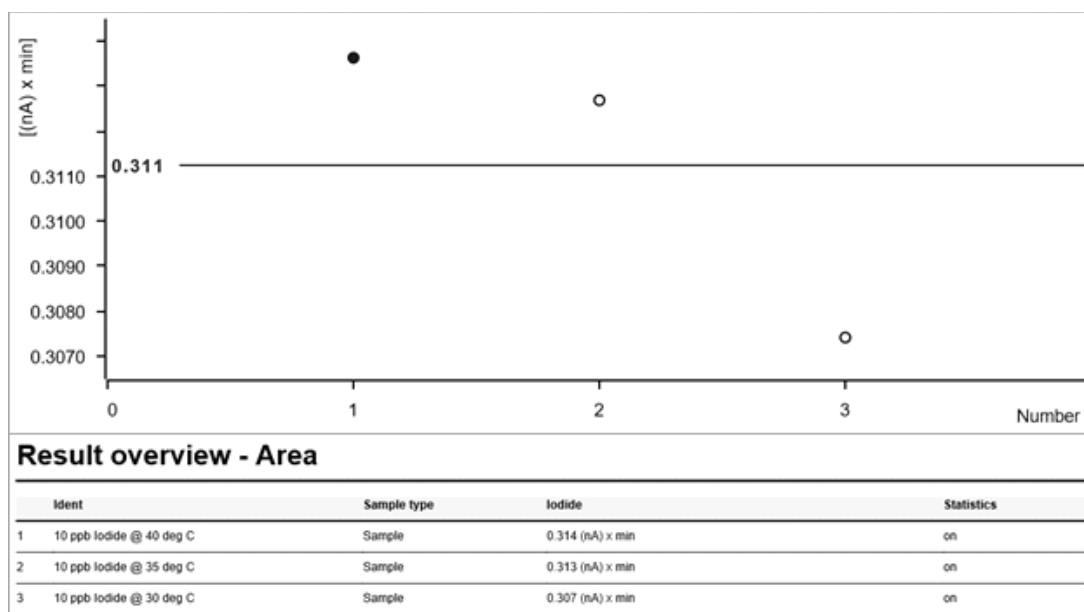 [(nA) x min]
0.311
0.3110
0.3100
0.3090
0.3080
0.3070
0 1 2 3
Number
Result overview - Area
Ident Sample type Iodide Statistics
1 10 ppb Iodide @ 40 deg C Sample 0.314 (nA) x min on
2 10 ppb Iodide @ 35 deg C Sample 0.313 (nA) x min on
3 10 ppb Iodide @ 30 deg C Sample 0.307 (nA) x min on